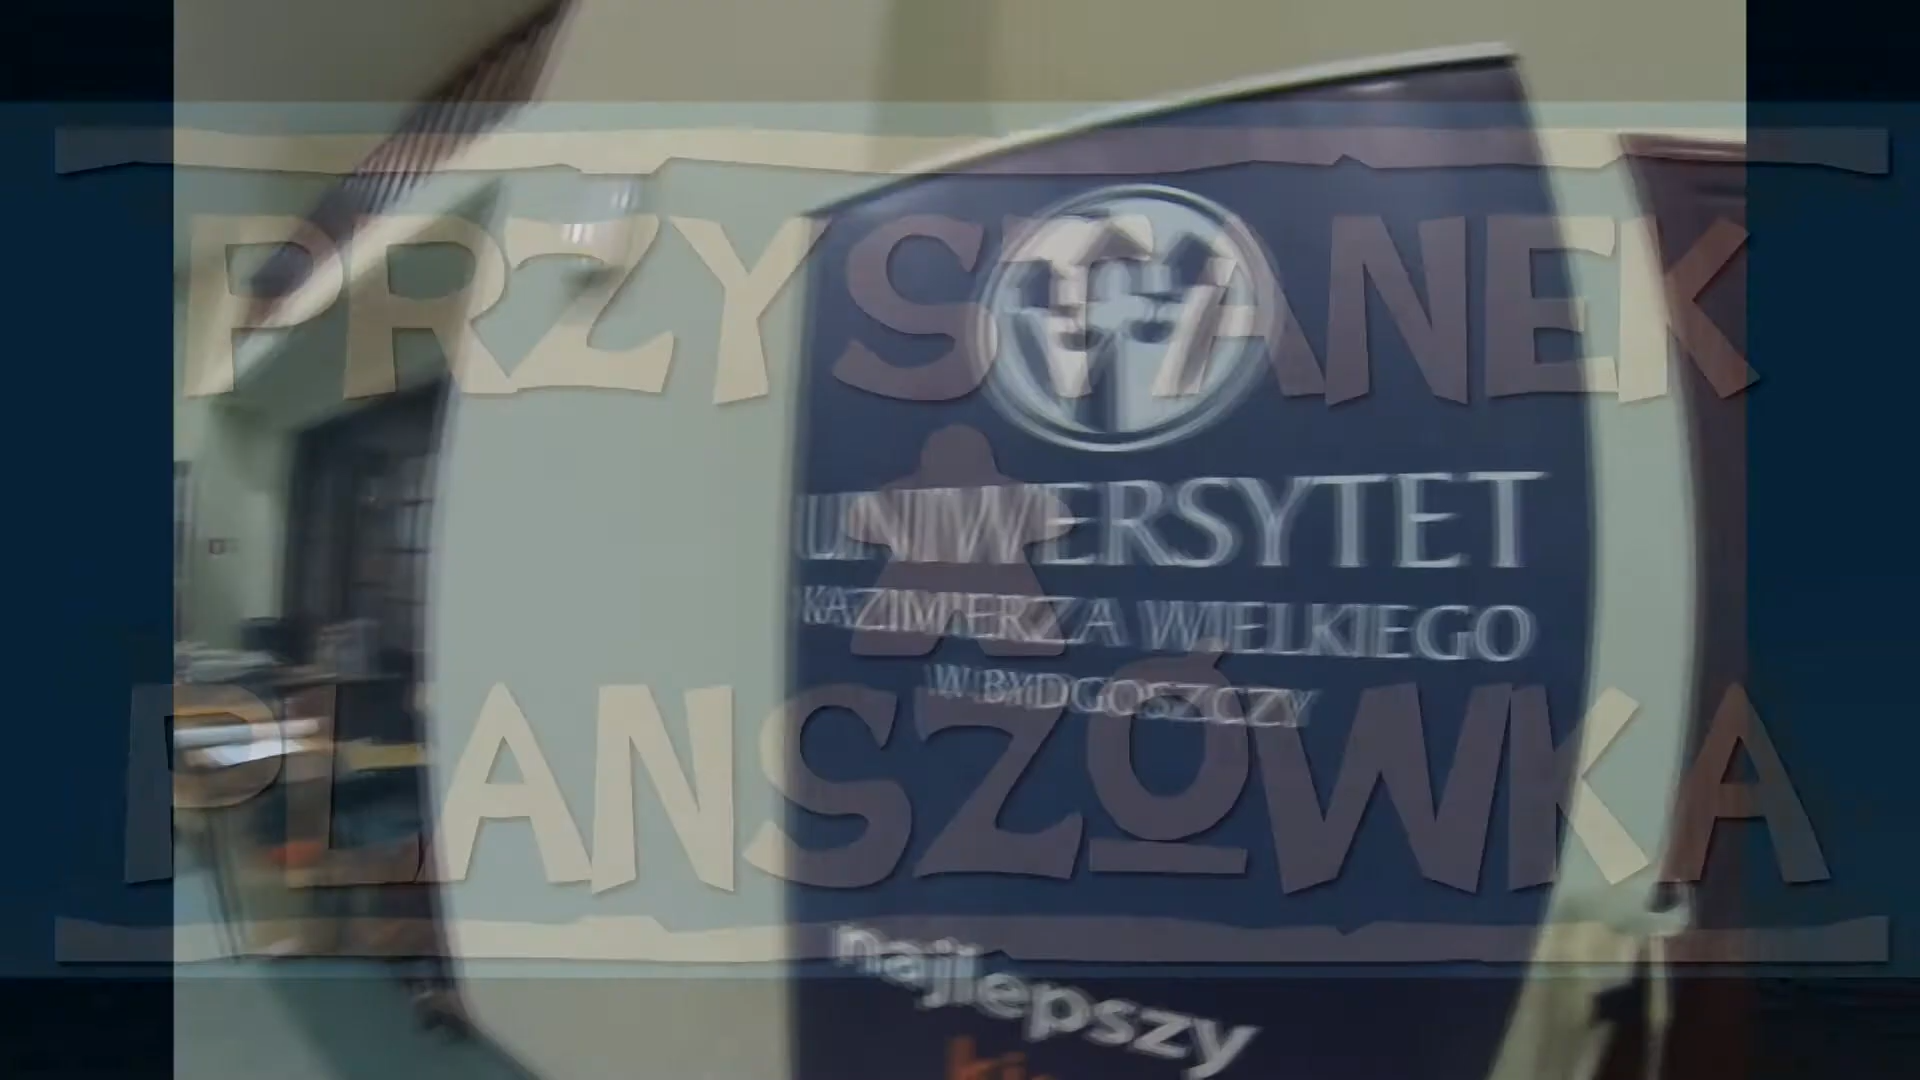 PRZYSTANEK
UNIWERSYTET
KAZIMIERZA WIELKIEGO
W BYDGOSZCZY
PLANSZÓWKA
najlepszy